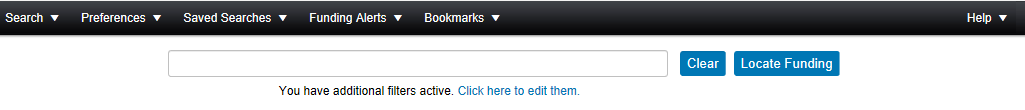 Search Preferences Saved Searches Funding Alerts Bookmarks Help
Clear Locate Funding
You have additional filters active. Click here to edit them.